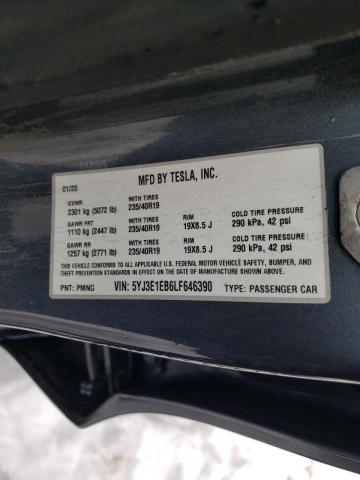 MFD BY TESLA, INC.
01/20
GVWR WITH TIRES
2301 kg (5072 lb) 235/40R19
GAWR FRT WITH TIRES RIM COLD TIRE PRESSURE
1110 kg (2447 lb) 235/40R19 19X8.5 J 290 kPa, 42 psi
GAWR RR WITH TIRES RIM COLD TIRE PRESSURE
1257 kg (2771 lb) 235/40R19 19X8.5 J 290 kPa, 42 psi
THIS VEHICLE CONFORMS TO ALL APPLICABLE U.S. FEDERAL MOTOR VEHICLE SAFETY, BUMPER, AND
THEFT PREVENTION STANDARDS IN EFFECT ON THE DATE OF MANUFACTURE SHOWN ABOVE.
PNT: PMNG VIN: 5YJ3E1EB6LF646390 TYPE: PASSENGER CAR